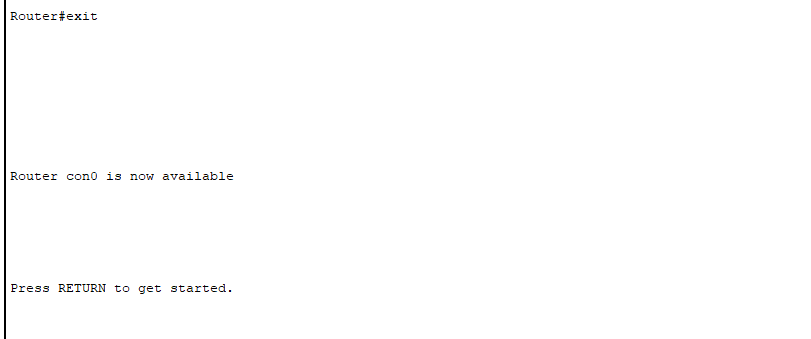 Router#exit
Router con0 is now available
Press RETURN to get started.